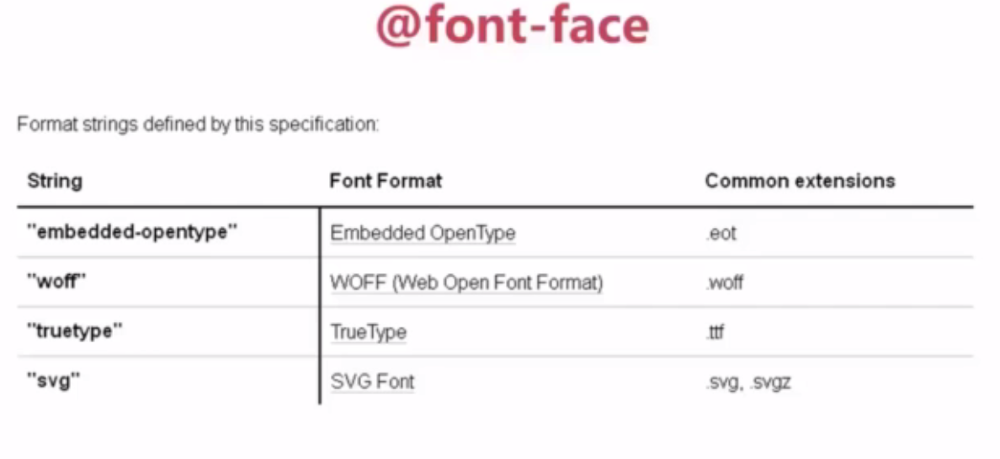 @font-face
Format strings defined by this specification:
String Font Format Common extensions
"embedded-opentype" Embedded OpenType .eot
"woff" WOFF (Web Open Font Format) .woff
"truetype" TrueType .ttf
"svg" SVG Font .svg, .svgz